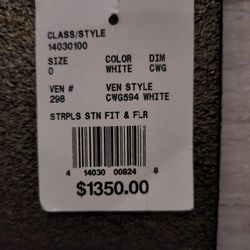 CLASS/STYLE
14030100
SIZE COLOR DIM
0 WHITE CWG
VEN # VEN STYLE
298 CWG594 WHITE
STRPLS STN FIT & FLR
4 14030 00824 8
$1350.00